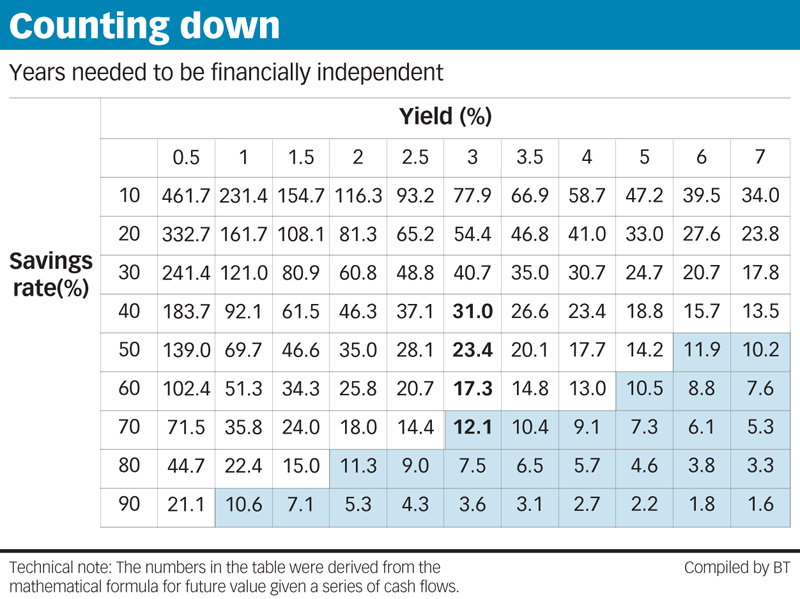 Counting down
Years needed to be financially independent
Yield (%)
0.5 1 1.5 2 2.5 3 3.5 4 5 6 7
10 461.7 231.4 154.7 116.3 93.2 77.9 66.9 58.7 47.2 39.5 34.0
20 332.7 161.7 108.1 81.3 65.2 54.4 46.8 41.0 33.0 27.6 23.8
Savings
rate(%)
30 241.4 121.0 80.9 60.8 48.8 40.7 35.0 30.7 24.7 20.7 17.8
40 183.7 92.1 61.5 46.3 37.1 31.0 26.6 23.4 18.8 15.7 13.5
50 139.0 69.7 46.6 35.0 28.1 23.4 20.1 17.7 14.2 11.9 10.2
60 102.4 51.3 34.3 25.8 20.7 17.3 14.8 13.0 10.5 8.8 7.6
70 71.5 35.8 24.0 18.0 14.4 12.1 10.4 9.1 7.3 6.1 5.3
80 44.7 22.4 15.0 11.3 9.0 7.5 6.5 5.7 4.6 3.8 3.3
90 21.1 10.6 7.1 5.3 4.3 3.6 3.1 2.7 2.2 1.8 1.6
Technical note: The numbers in the table were derived from the
mathematical formula for future value given a series of cash flows.
Compiled by BT